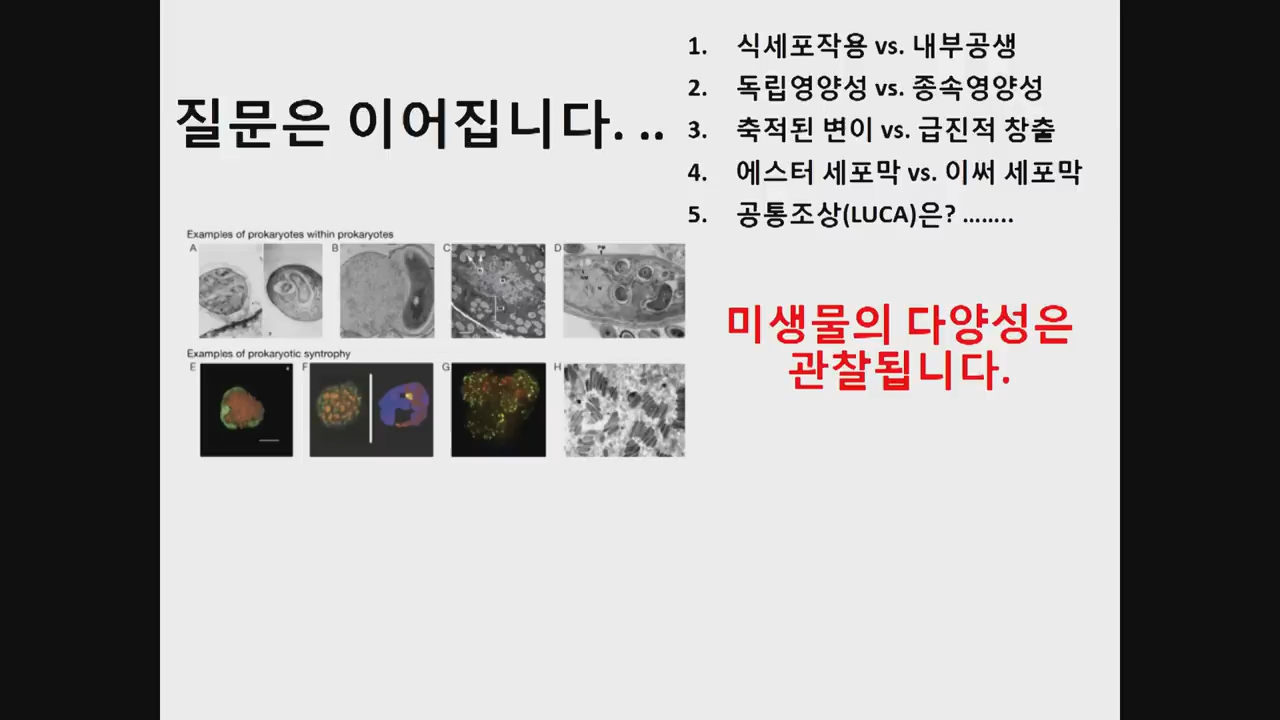 질문은 이어집니다. ..
1. 식세포작용 vs. 내부공생
2. 독립영양성 vs. 종속영양성
3. 축적된 변이 vs. 급진적 창출
4. 에스터 세포막 vs. 이써 세포막
5. 공통조상(LUCA)은? ........
Examples of prokaryotes within prokaryotes
A B C D
Examples of prokaryotic syntrophy
E F G H
미생물의 다양성은
관찰됩니다.